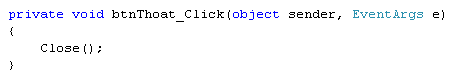 private void btnThoat_Click(object sender, EventArgs e)
{
    Close();
}